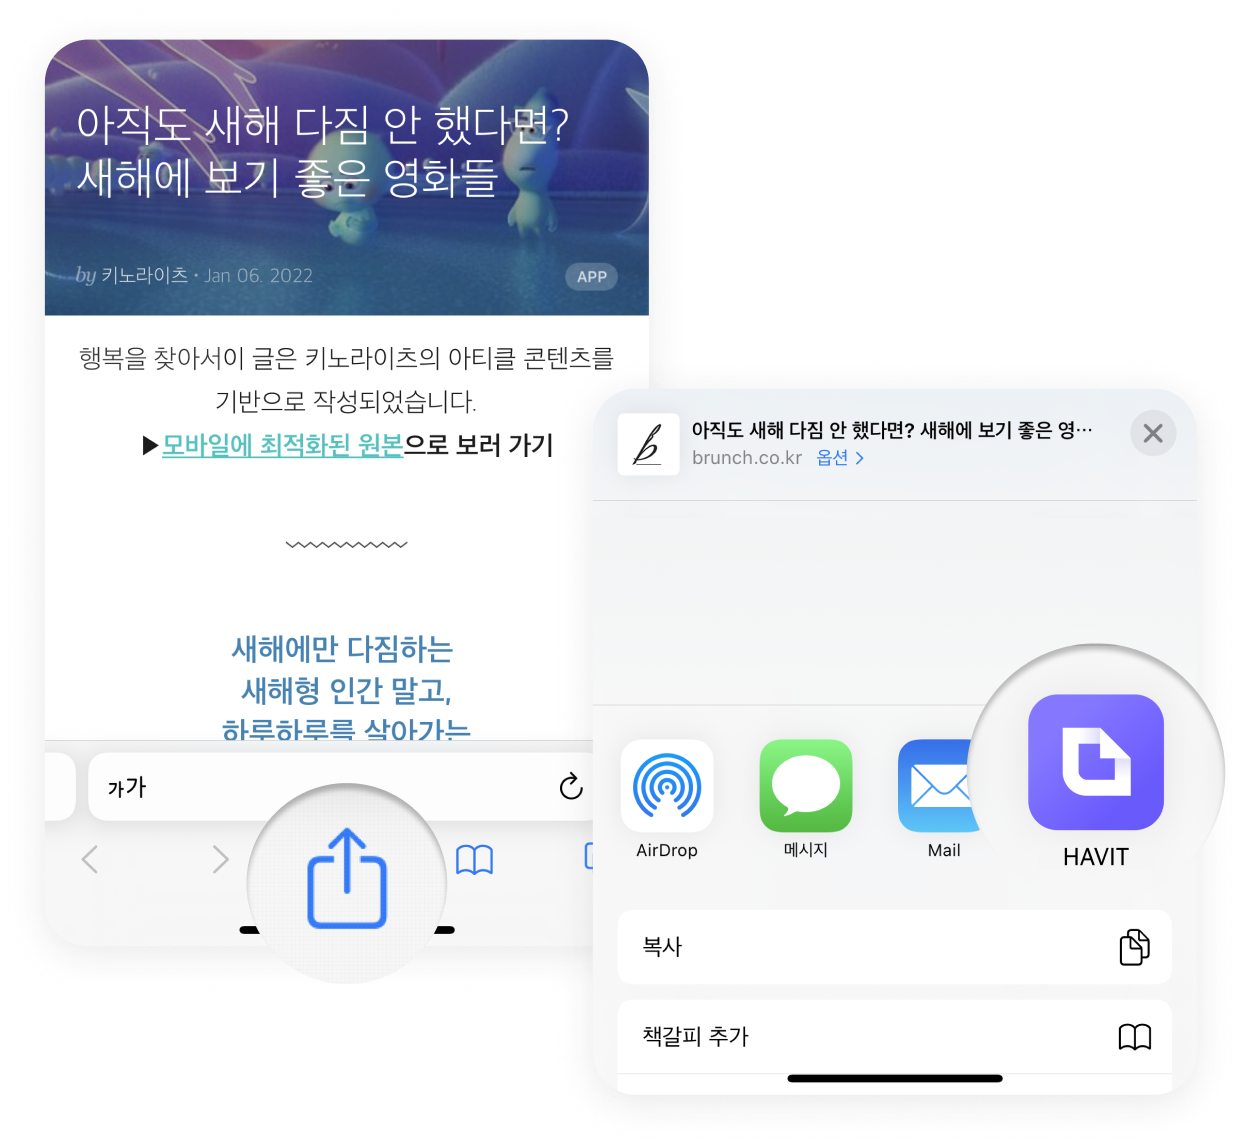 아직도 새해 다짐 안 했다면?
새해에 보기 좋은 영화들
by 키노라이츠 · Jan 06. 2022
APP
행복을 찾아서이 글은 키노라이츠의 아티클 콘텐츠를
기반으로 작성되었습니다.
▶모바일에 최적화된 원본으로 보러 가기
새해에만 다짐하는
새해형 인간 말고,
하루하루를 살아가는
가가
아직도 새해 다짐 안 했다면? 새해에 보기 좋은 영…
brunch.co.kr 옵션 >
AirDrop
메시지
Mail
HAVIT
복사
책갈피 추가